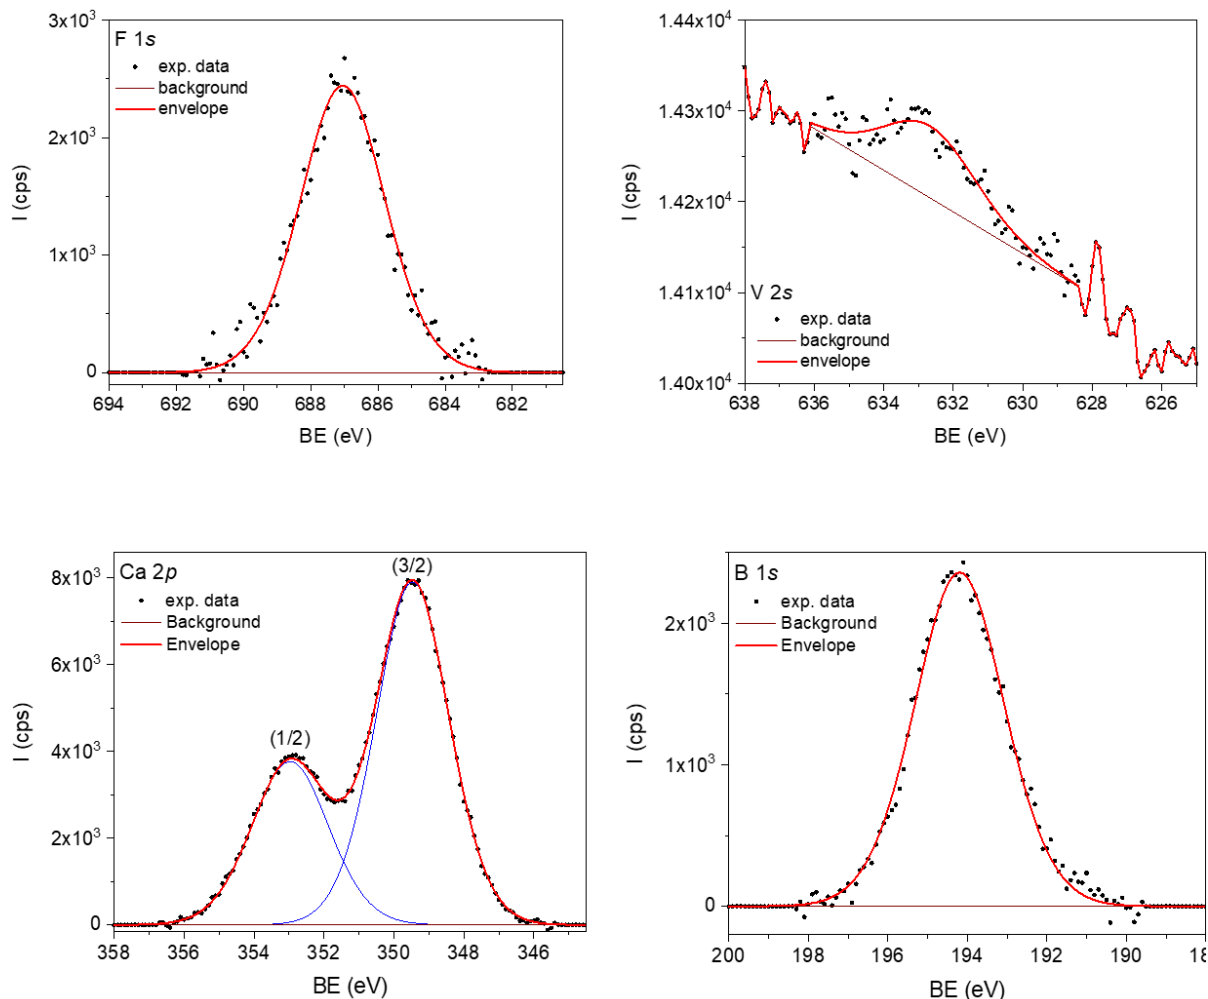 F 1s
exp. data
background
envelope
3x10³
2x10³
1x10³
0
I (cps)
694 692 690 688 686 684 682
BE (eV)
1.44x10⁴
1.43x10⁴
1.42x10⁴
1.41x10⁴
1.40x10⁴
I (cps)
V 2s
exp. data
background
envelope
638 636 634 632 630 628 626
BE (eV)
Ca 2p
exp. data
Background
Envelope
(3/2)
(1/2)
8x10³
6x10³
4x10³
2x10³
0
I (cps)
358 356 354 352 350 348 346
BE (eV)
B 1s
exp. data
Background
Envelope
2x10³
1x10³
0
I (cps)
200 198 196 194 192 190 18
BE (eV)